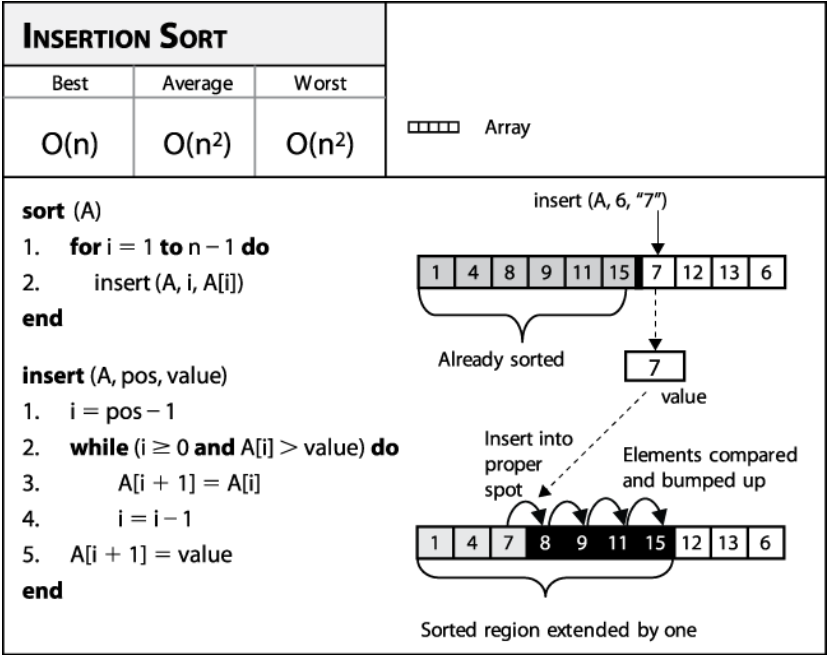 INSERTION SORT
Best Average Worst
O(n) O(n²) O(n²)
Array
sort (A)
1. for i = 1 to n – 1 do
2. insert (A, i, A[i])
end
insert (A, pos, value)
1. i = pos – 1
2. while (i ≥ 0 and A[i] > value) do
3. A[i + 1] = A[i]
4. i = i – 1
5. A[i + 1] = value
end
insert (A, 6, “7”)
1 4 8 9 11 15 7 12 13 6
Already sorted
7
value
Insert into
proper
spot
Elements compared
and bumped up
1 4 7 8 9 11 15 12 13 6
Sorted region extended by one